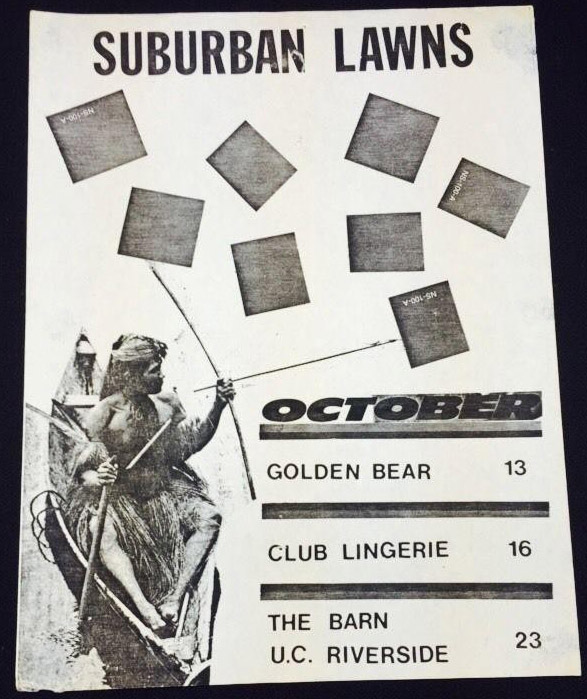 SUBURBAN LAWNS
NS-100-A
NS-100-A
NS-100-A
OCTOBER
GOLDEN BEAR 13
CLUB LINGERIE 16
THE BARN
U.C. RIVERSIDE 23